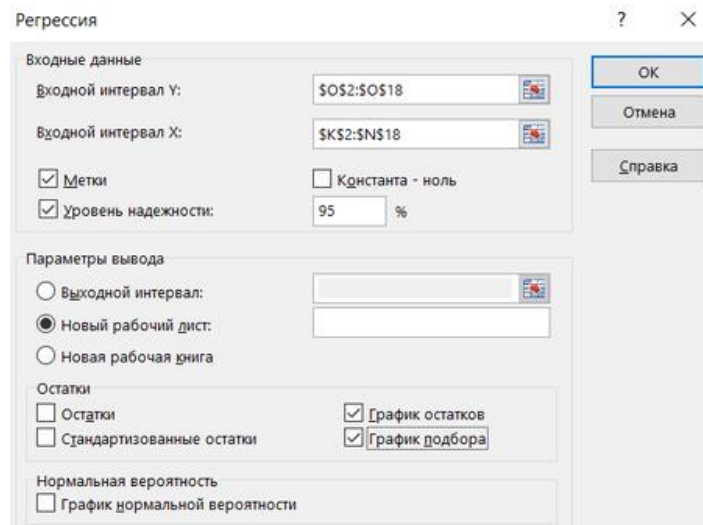 Регрессия ? ×
Входные данные
Входной интервал Y: $O$2:$O$18
Входной интервал X: $K$2:$N$18
Метки Константа - ноль
Уровень надежности: 95 %
ОК
Отмена
Справка
Параметры вывода
Выходной интервал:
Новый рабочий лист:
Новая рабочая книга
Остатки
Остатки График остатков
Стандартизованные остатки График подбора
Нормальная вероятность
График нормальной вероятности